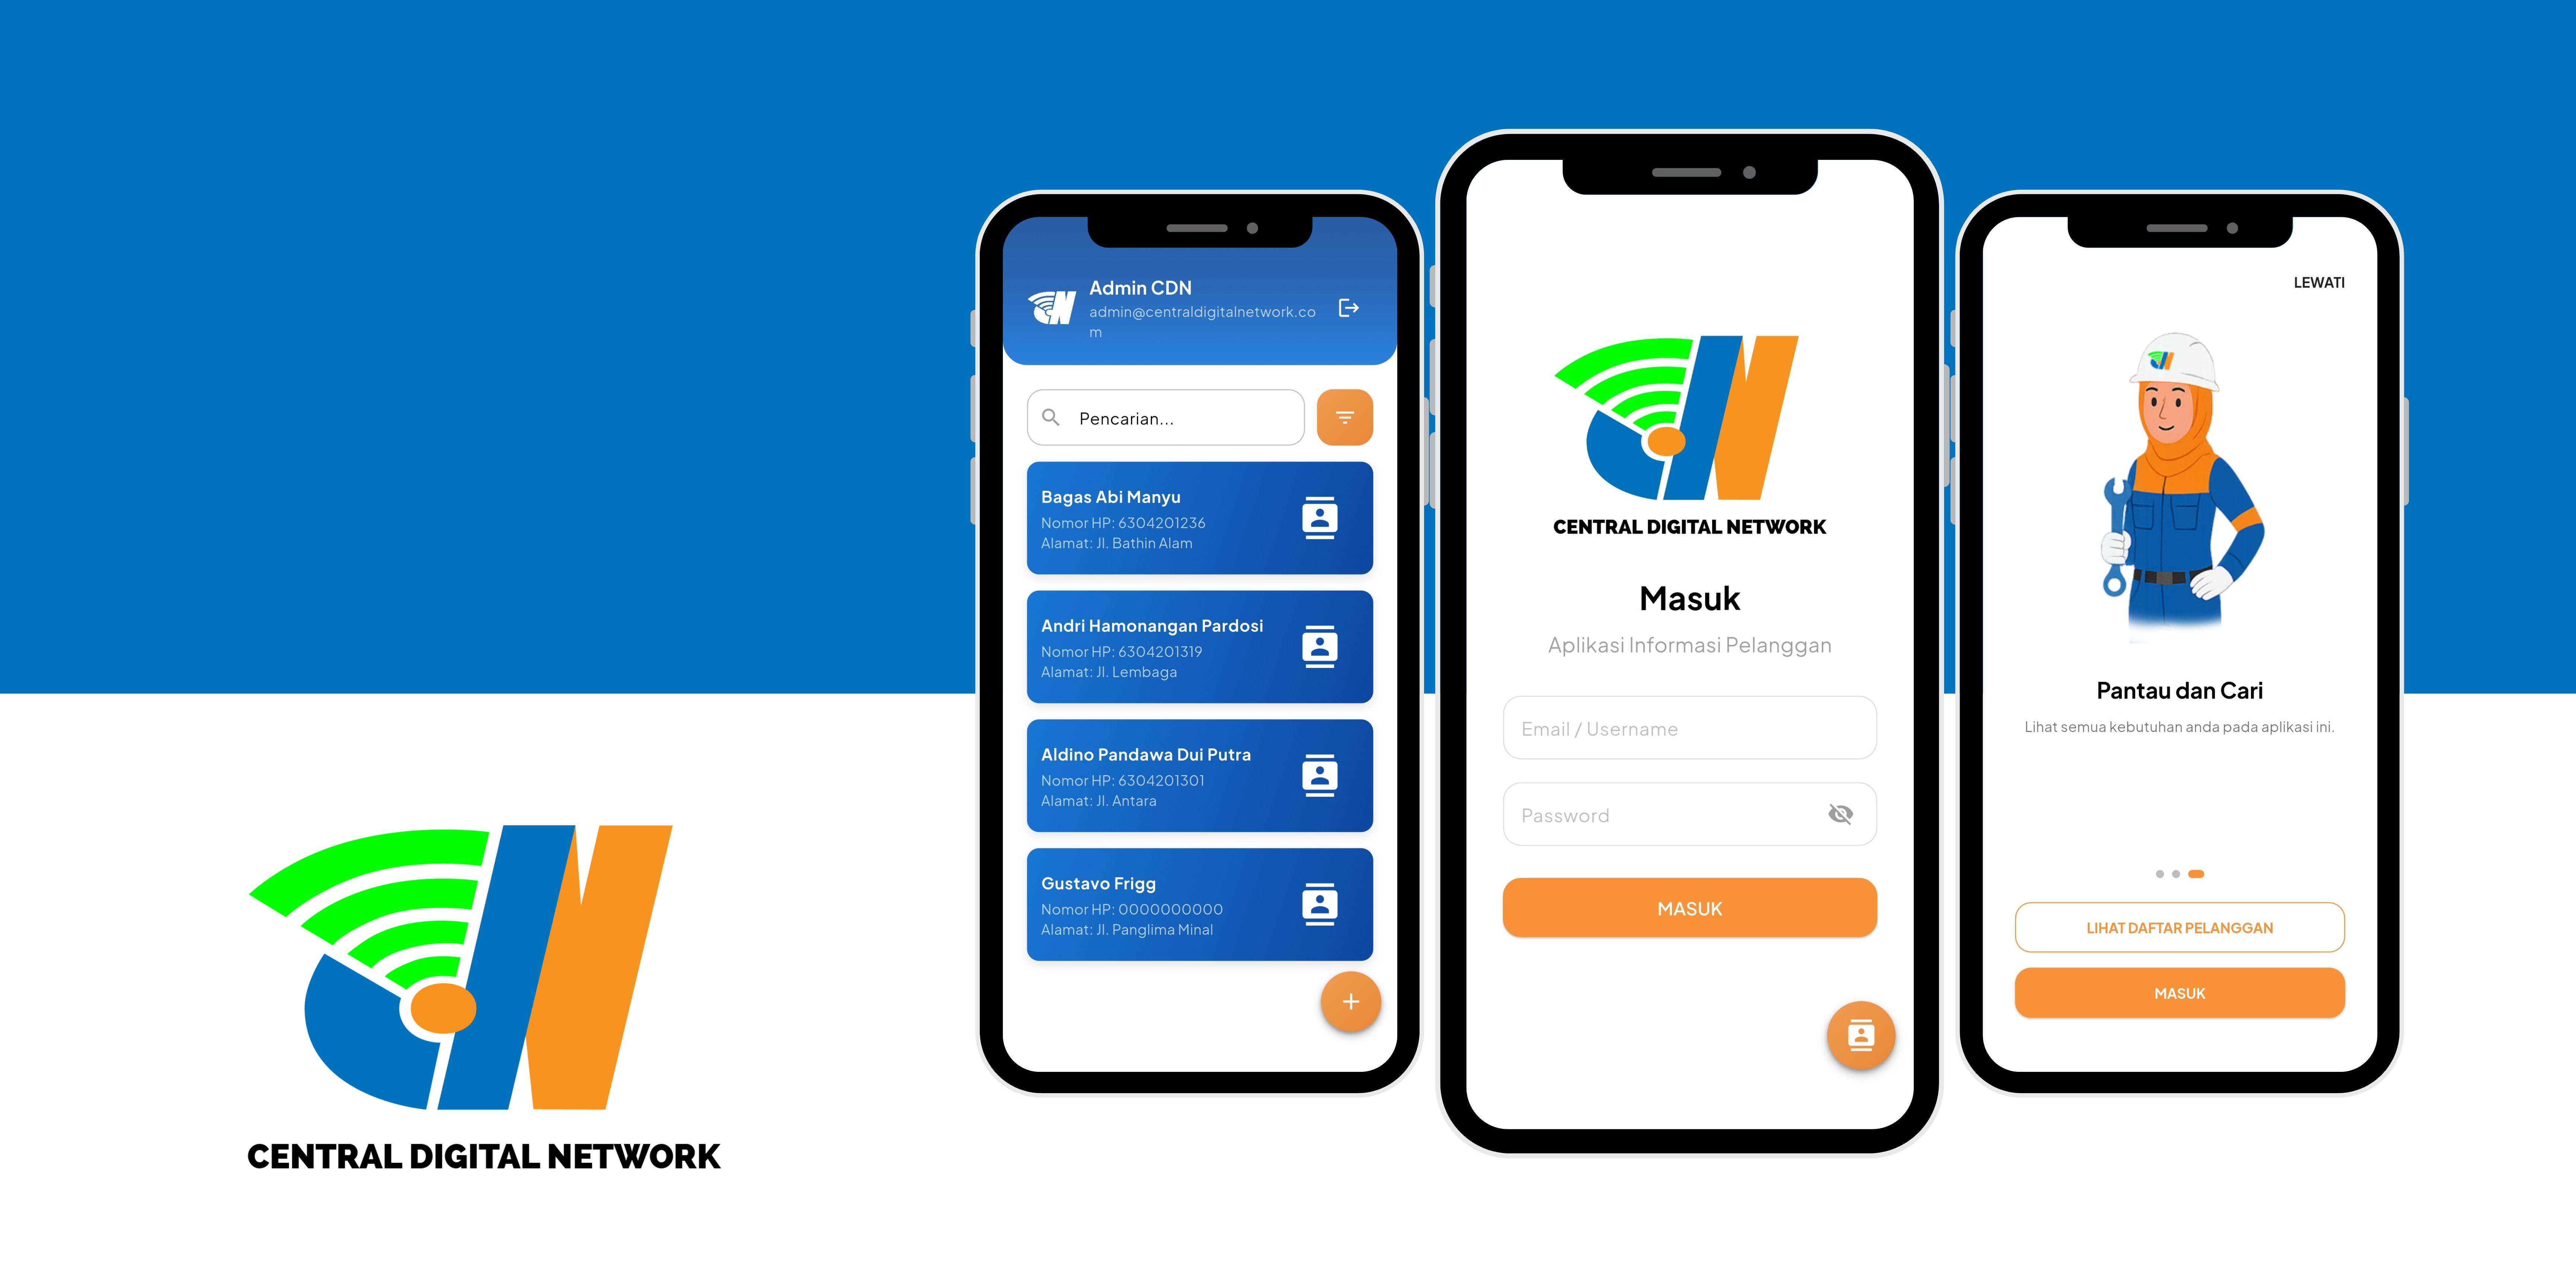 CENTRAL DIGITAL NETWORK
Admin CDN
admin@centraldigitalnetwork.co
m
Pencarian...
Bagas Abi Manyu
Nomor HP: 6304201236
Alamat: Jl. Bathin Alam
Andri Hamonangan Pardosi
Nomor HP: 6304201319
Alamat: Jl. Lembaga
Aldino Pandawa Dui Putra
Nomor HP: 6304201301
Alamat: Jl. Antara
Gustavo Frigg
Nomor HP: 0000000000
Alamat: Jl. Panglima Minal
CENTRAL DIGITAL NETWORK
Masuk
Aplikasi Informasi Pelanggan
Email / Username
Password
MASUK
LEWATI
Pantau dan Cari
Lihat semua kebutuhan anda pada aplikasi ini.
LIHAT DAFTAR PELANGGAN
MASUK